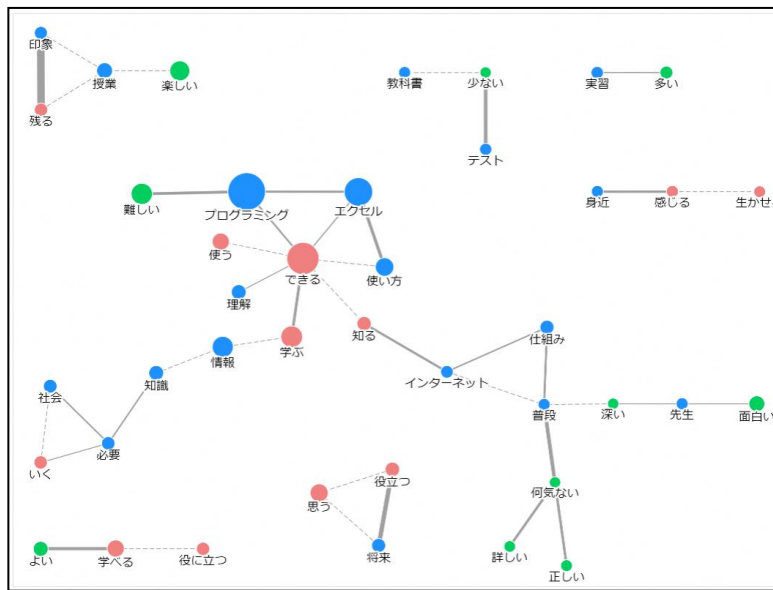 印象
授業
楽しい
残る
教科書
少ない
テスト
実習
多い
身近
感じる
生かせ
難しい
プログラミング
エクセル
使う
できる
使い方
理解
学ぶ
知る
情報
知識
社会
必要
いく
インターネット
仕組み
普段
深い
先生
面白い
何気ない
詳しい
正しい
役立つ
思う
将来
よい
学べる
役に立つ